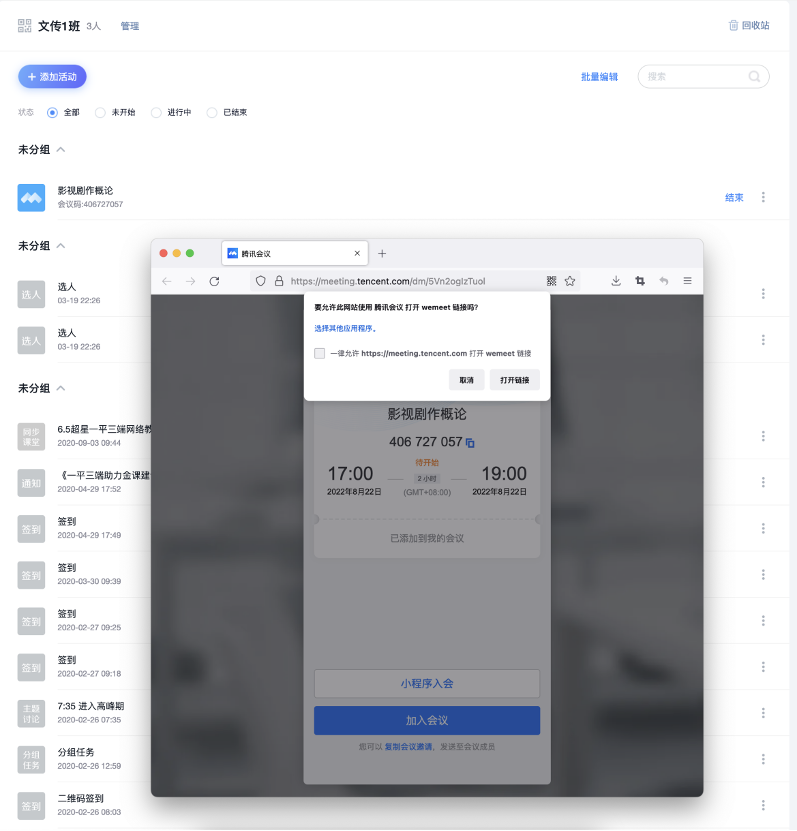 文传1班 3人 管理
回收站
+ 添加活动
批量编辑
搜索
状态 全部 未开始 进行中 已结束
未分组
影视剧作概论
会议码:406727057
结束
未分组
选人
选人
03-19 22:26
选人
选人
03-19 22:26
未分组
同步
课堂
6.5超星一平三端网络教
2020-09-03 09:44
通知
《一平三端助力金课建
2020-04-29 17:52
签到
签到
2020-04-29 17:49
签到
签到
2020-03-30 09:39
签到
签到
2020-02-27 09:25
签到
签到
2020-02-27 09:18
主题
讨论
7:35 进入高峰期
2020-02-26 07:35
分组
任务
分组任务
2020-02-26 12:59
签到
二维码签到
2020-02-26 08:03
腾讯会议
https://meeting.tencent.com/dm/5Vn2oglzTuol
要允许此网站使用 腾讯会议 打开 wemeet 链接吗?
选择其他应用程序。
一律允许 https://meeting.tencent.com 打开 wemeet 链接
取消
打开链接
影视剧作概论
406 727 057
待开始
17:00
2 小时
19:00
2022年8月22日
(GMT+08:00)
2022年8月22日
已添加到我的会议
小程序入会
加入会议
您可以 复制会议邀请，发送至会议成员